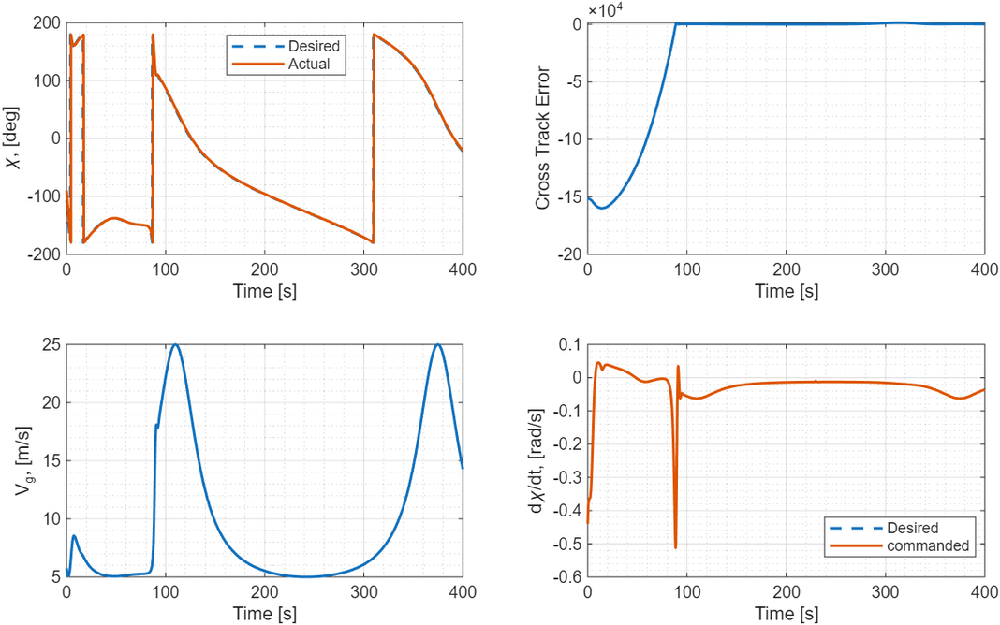 200
100
0
-100
-200
χ, [deg]
Desired
Actual
0 100 200 300 400
Time [s]
×10⁴
0
-5
-10
-15
-20
Cross Track Error
0 100 200 300 400
Time [s]
25
20
15
10
5
V_g, [m/s]
0 100 200 300 400
Time [s]
0.1
0
-0.1
-0.2
-0.3
-0.4
-0.5
-0.6
dχ/dt, [rad/s]
Desired
commanded
0 100 200 300 400
Time [s]